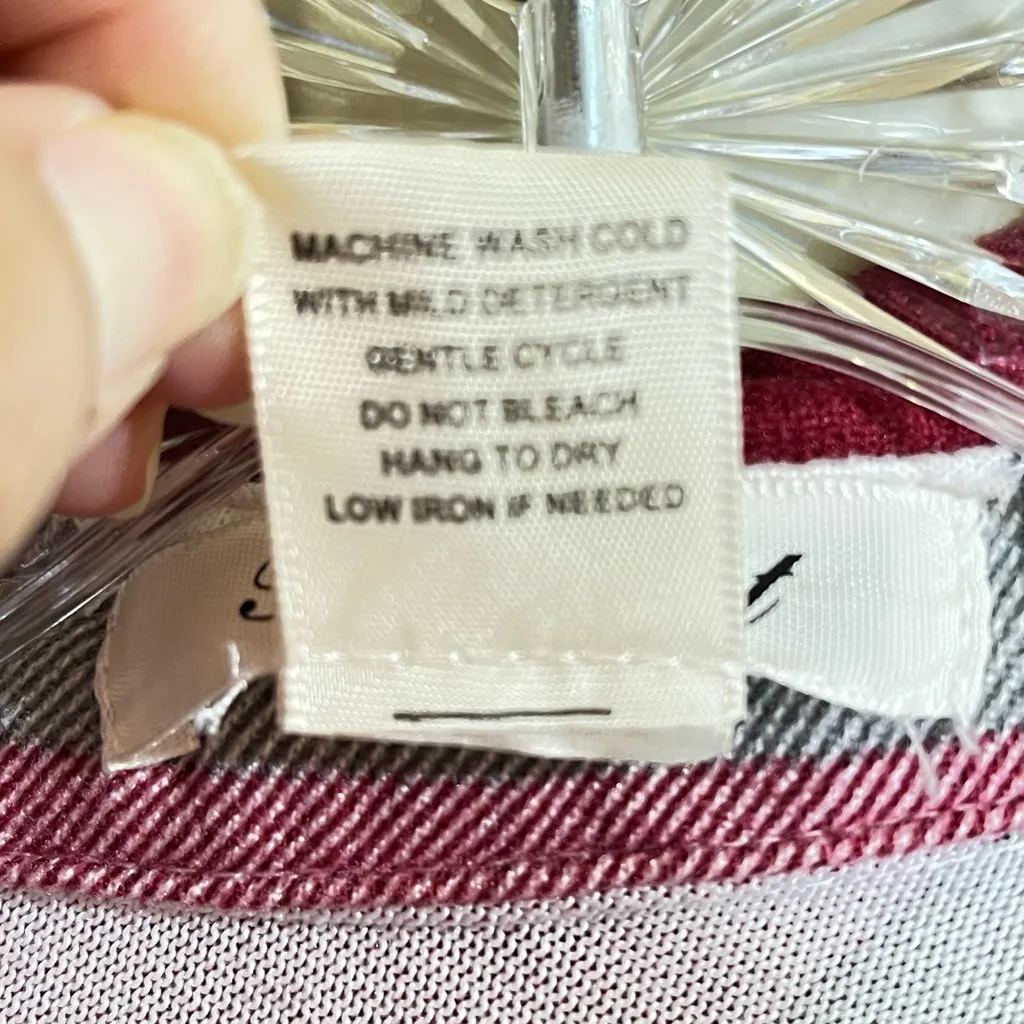 MACHINE WASH COLD
WITH MILD DETERGENT
GENTLE CYCLE
DO NOT BLEACH
HANG TO DRY
LOW IRON IF NEEDED